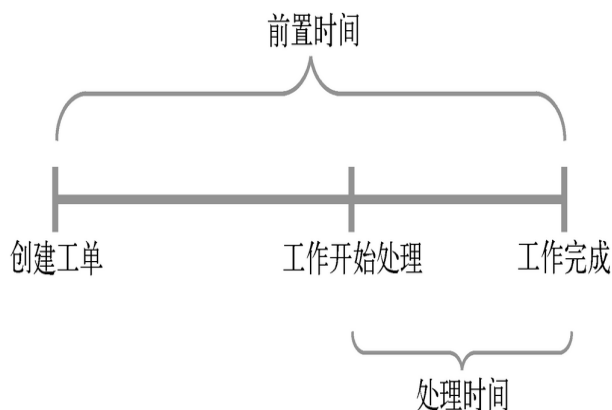 前置时间
创建工单
工作开始处理
工作完成
处理时间